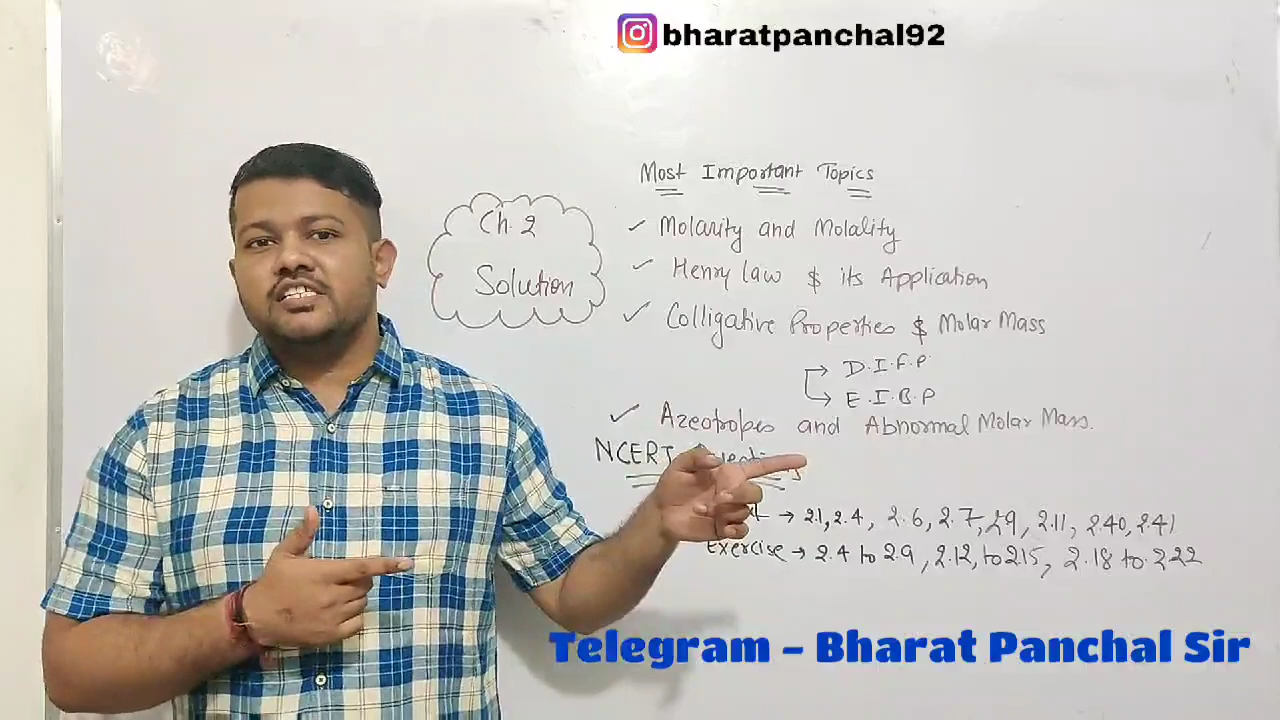 bharatpanchal92
Most Important Topics
Ch. 2
Solution
✓ Molarity and Molality
✓ Henry law $ its Application
✓ Colligative Properties $ Molar Mass
→ D.I.F.P.
→ E.I.B.P
✓ Azeotropes and Abnormal Molar Mass.
NCERT
→ 2.1, 2.4, 2.6, 2.7, 2.9, 2.11, 2.40, 2.41
Exercise → 2.4 to 2.9, 2.12, to 2.15, 2.18 to 2.22
Telegram - Bharat Panchal Sir